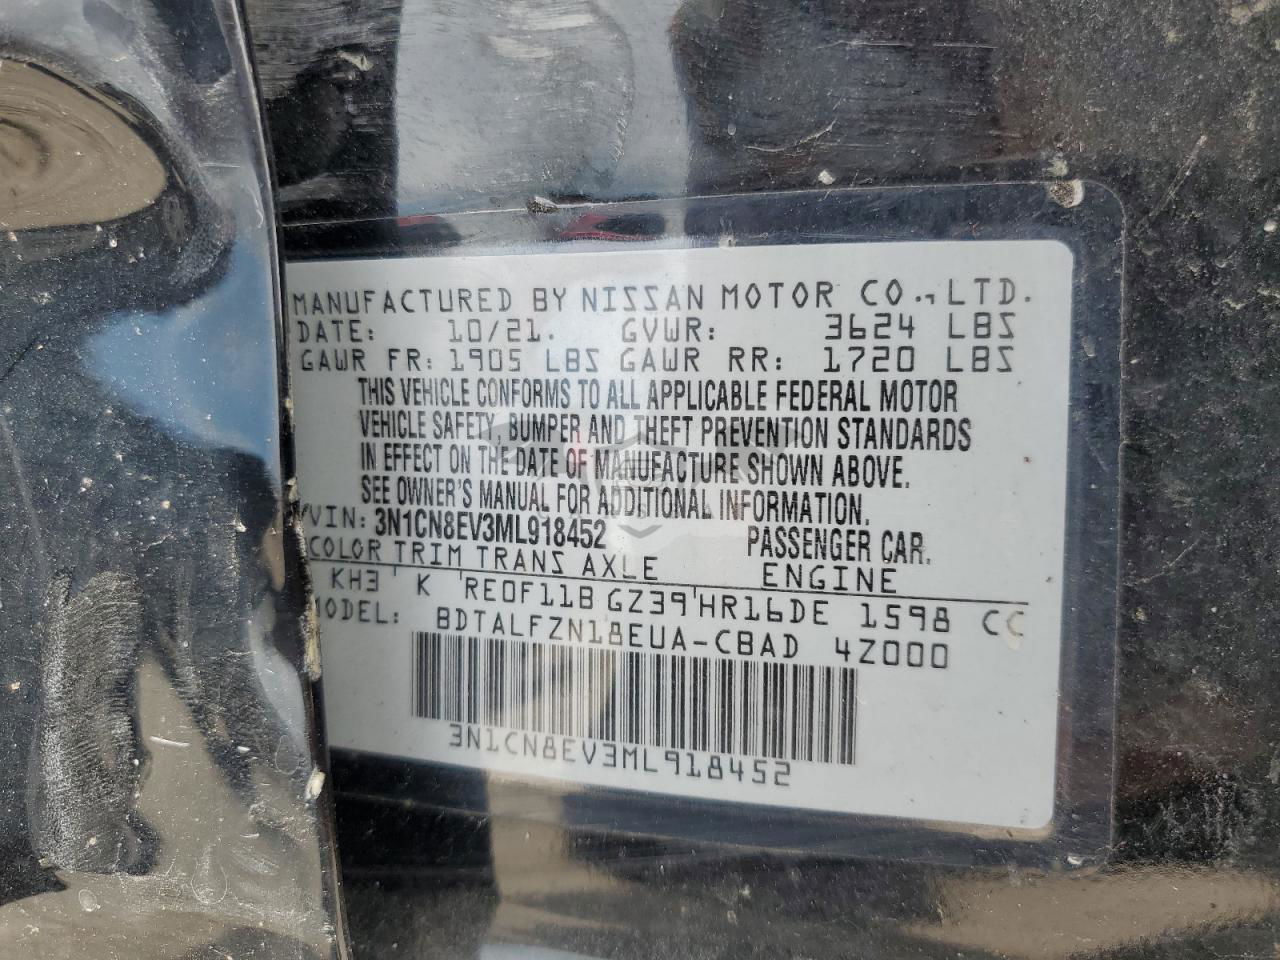 MANUFACTURED BY NISSAN MOTOR CO., LTD.
DATE: 10/21. GVWR: 3624 LBS
GAWR FR: 1905 LBS GAWR RR: 1720 LBS
THIS VEHICLE CONFORMS TO ALL APPLICABLE FEDERAL MOTOR
VEHICLE SAFETY, BUMPER AND THEFT PREVENTION STANDARDS
IN EFFECT ON THE DATE OF MANUFACTURE SHOWN ABOVE.
SEE OWNER'S MANUAL FOR ADDITIONAL INFORMATION.
VIN: 3N1CN8EV3ML918452 PASSENGER CAR.
COLOR TRIM TRANS AXLE ENGINE
KH3 K RE0F11B GZ39 HR16DE 1598 CC
MODEL: BDTALFZN18EUA-CBAD 4Z000
3N1CN8EV3ML918452